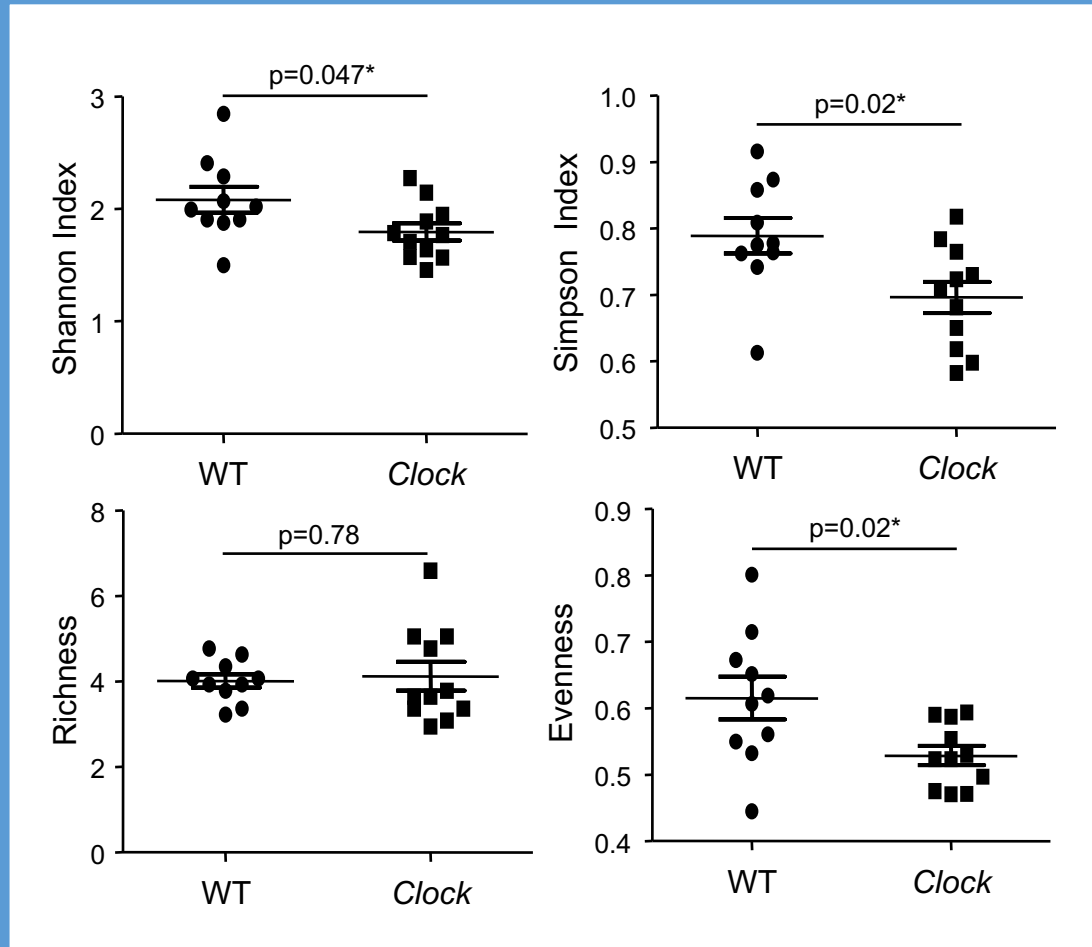 p=0.047*
3
2
1
0
Shannon Index
WT
Clock
p=0.02*
1.0
0.9
0.8
0.7
0.6
0.5
Simpson Index
WT
Clock
p=0.78
8
6
4
2
0
Richness
WT
Clock
p=0.02*
0.9
0.8
0.7
0.6
0.5
0.4
Evenness
WT
Clock